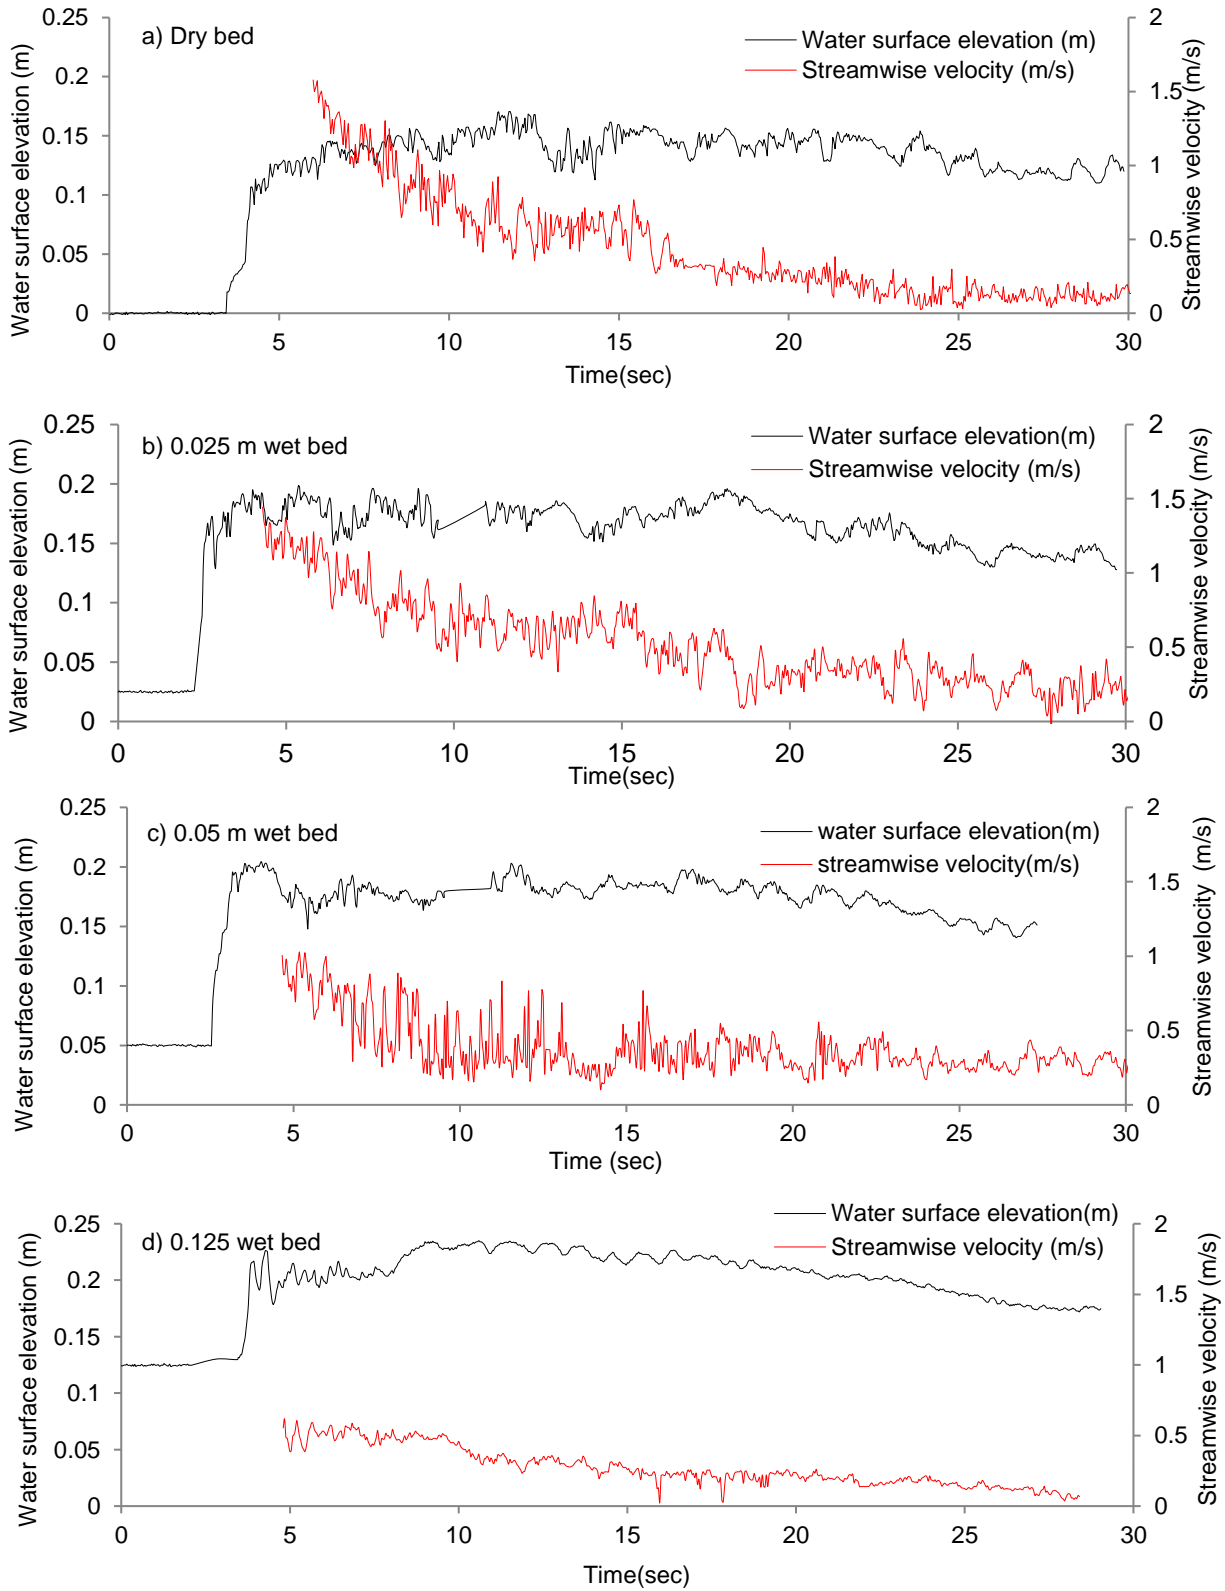 a) Dry bed
Water surface elevation (m)
Streamwise velocity (m/s)
Water surface elevation (m)
0.25
0.2
0.15
0.1
0.05
0
2
1.5
1
0.5
0
Streamwise velocity (m/s)
0 5 10 15 20 25 30
Time(sec)
b) 0.025 m wet bed
Water surface elevation(m)
Streamwise velocity (m/s)
Water surface elevation (m)
0.25
0.2
0.15
0.1
0.05
0
2
1.5
1
0.5
0
Streamwise velocity (m/s)
0 5 10 15 20 25 30
Time(sec)
c) 0.05 m wet bed
water surface elevation(m)
streamwise velocity(m/s)
Water surface elevation (m)
0.25
0.2
0.15
0.1
0.05
0
2
1.5
1
0.5
0
Streamwise velocity (m/s)
0 5 10 15 20 25 30
Time (sec)
d) 0.125 wet bed
Water surface elevation(m)
Streamwise velocity (m/s)
Water surface elevation (m)
0.25
0.2
0.15
0.1
0.05
0
2
1.5
1
0.5
0
Streamwise velocity (m/s)
0 5 10 15 20 25 30
Time(sec)